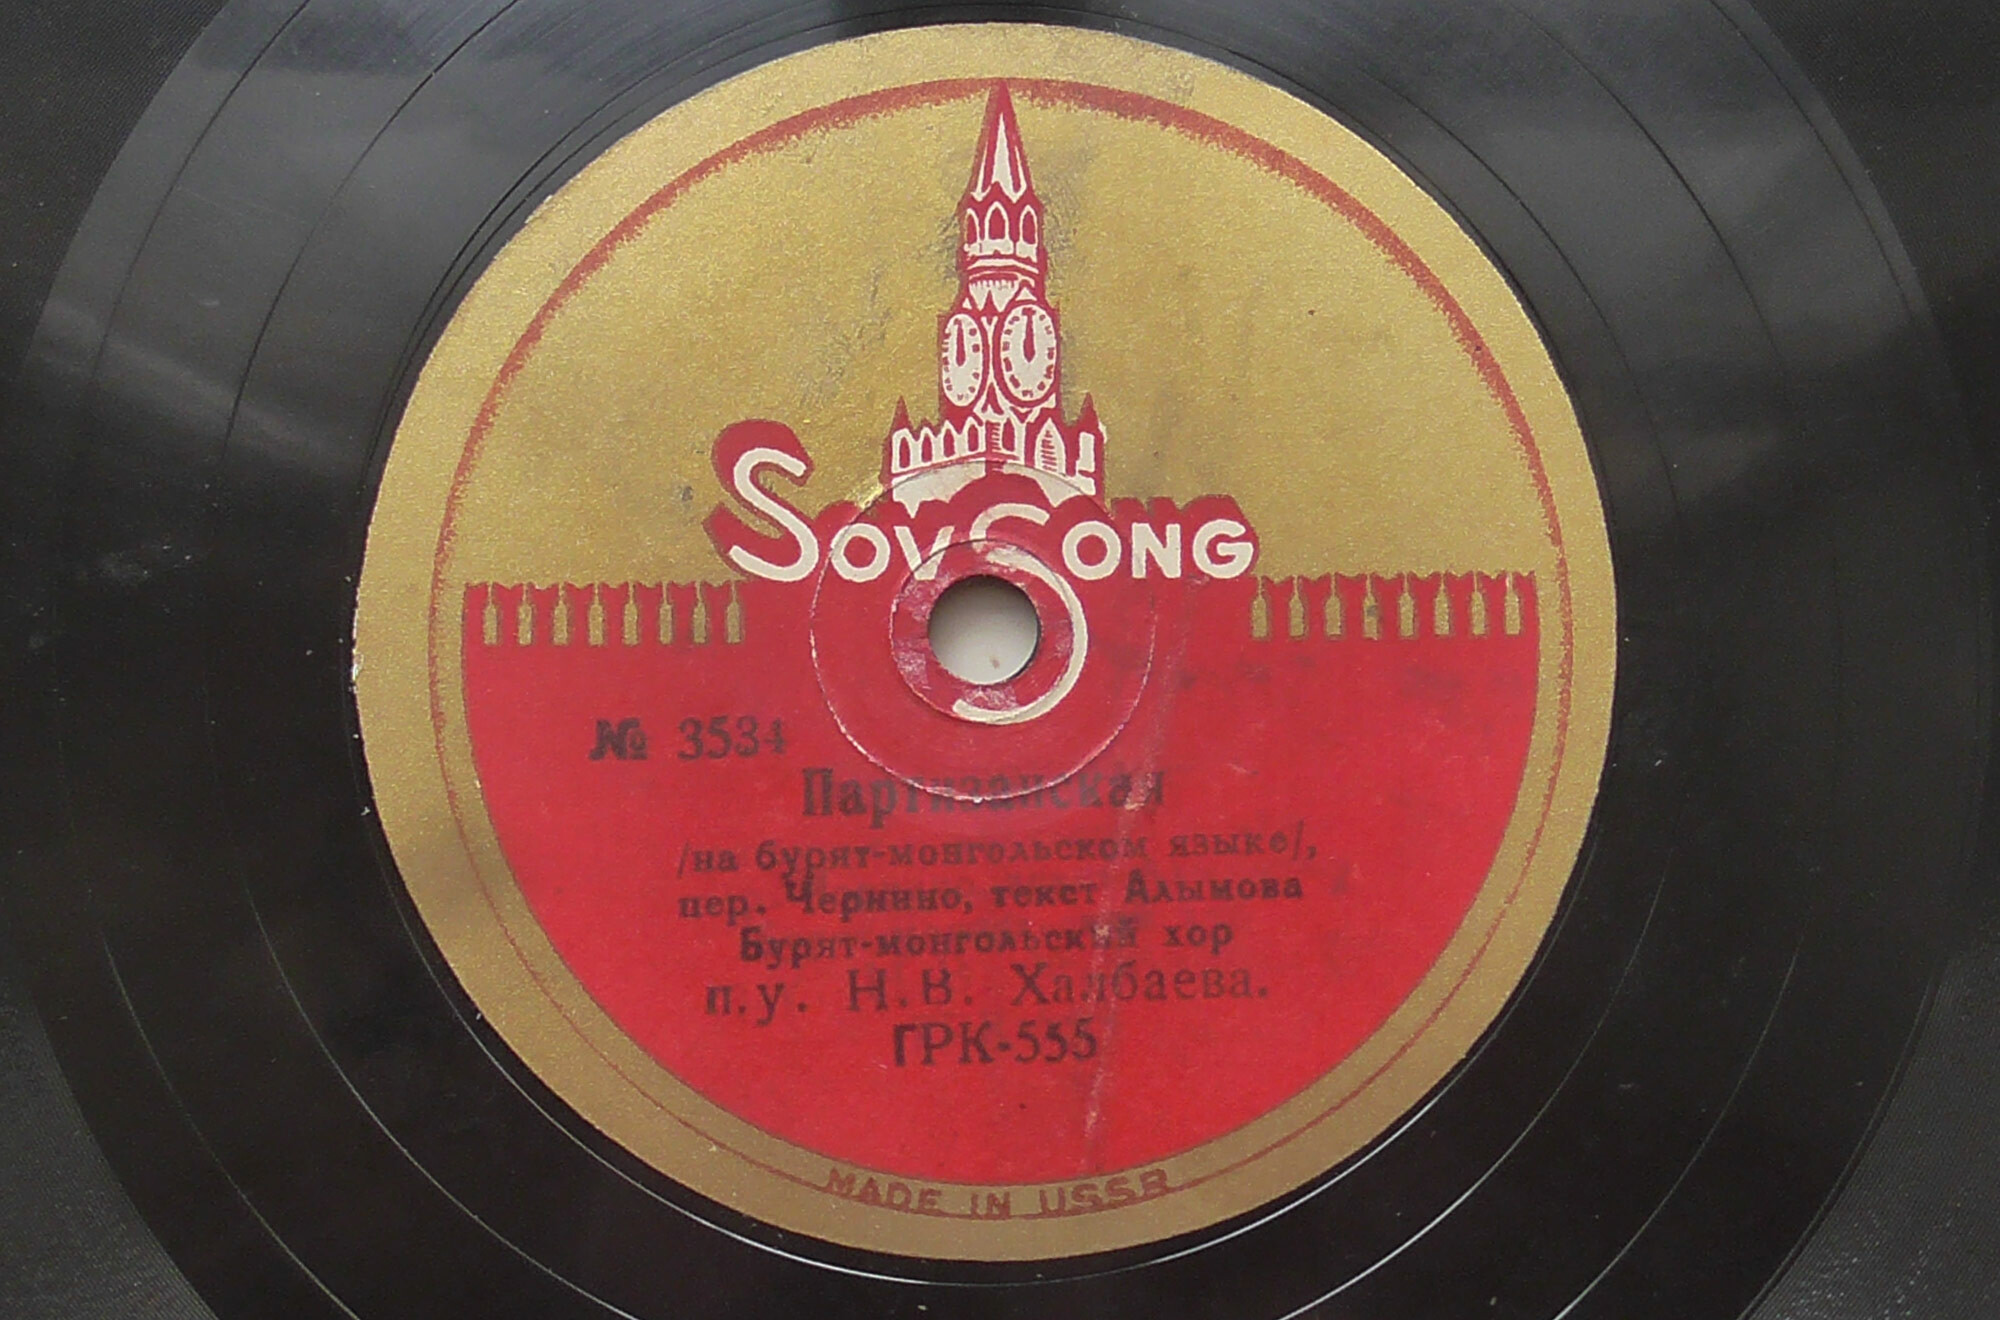 SovSong
№ 3534
Партизанская
/на бурят-монгольском языке/,
пер. Чернино, текст Алымова
Бурят-монгольский хор
п.у. Н.В. Халбаева.
ГРК-555
MADE IN USSR